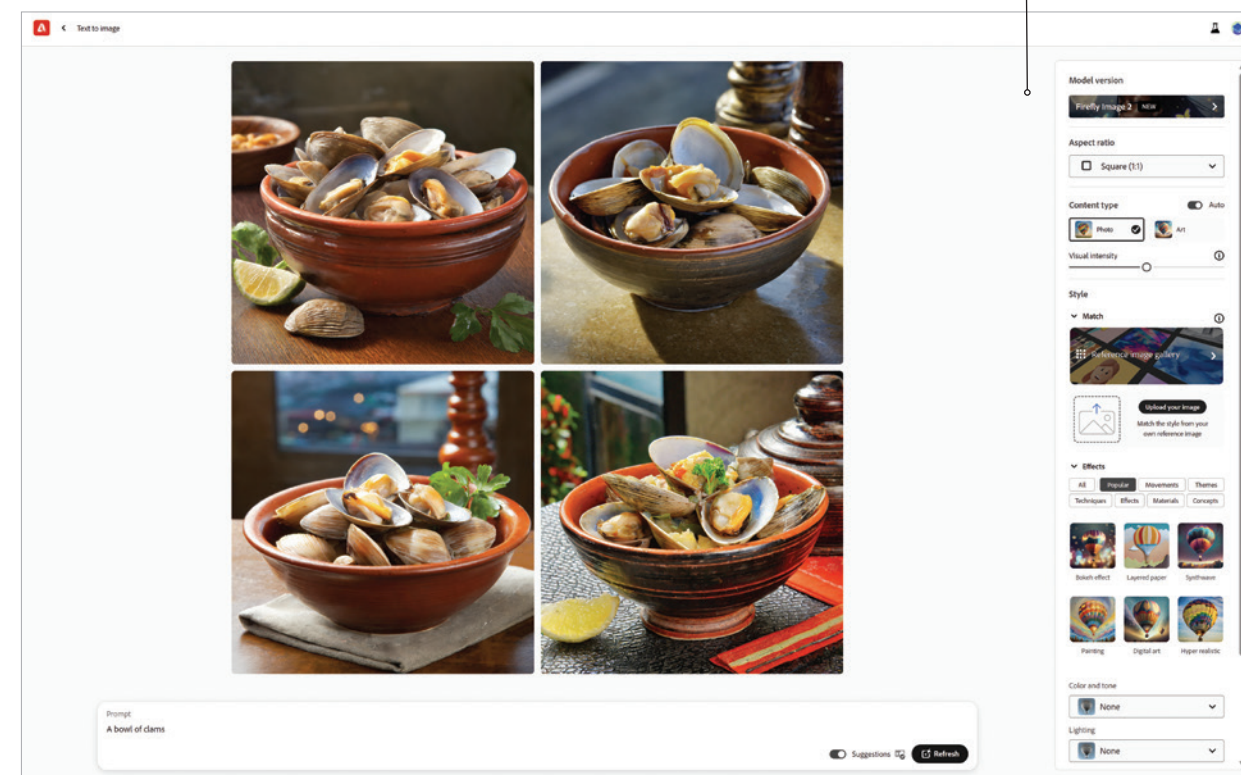 Text to image
Model version
Firefly Image 2 NEW
Aspect ratio
Square (1:1)
Content type Auto
Photo Art
Visual intensity
Style
Match
Reference image gallery
Upload your image
Match the style from your
own reference image
Effects
All Popular Movements Themes
Techniques Effects Materials Concepts
Bokeh effect Layered paper Synthwave
Painting Digital art Hyper realistic
Color and tone
None
Lighting
None
Prompt
A bowl of clams
Suggestions Refresh